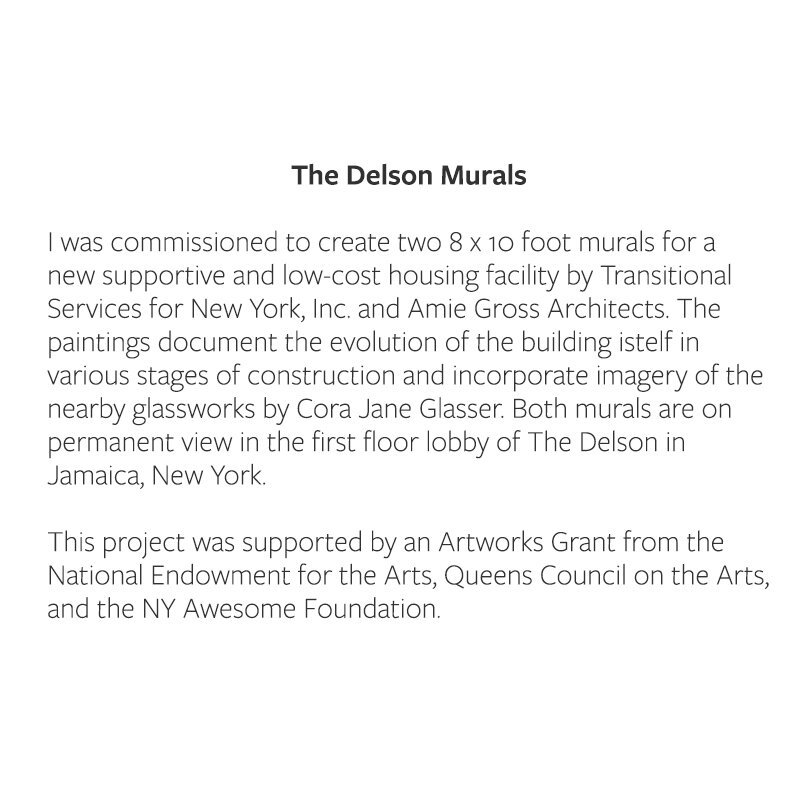 The Delson Murals
I was commissioned to create two 8 x 10 foot murals for a
new supportive and low-cost housing facility by Transitional
Services for New York, Inc. and Amie Gross Architects. The
paintings document the evolution of the building istelf in
various stages of construction and incorporate imagery of the
nearby glassworks by Cora Jane Glasser. Both murals are on
permanent view in the first floor lobby of The Delson in
Jamaica, New York.
This project was supported by an Artworks Grant from the
National Endowment for the Arts, Queens Council on the Arts,
and the NY Awesome Foundation.